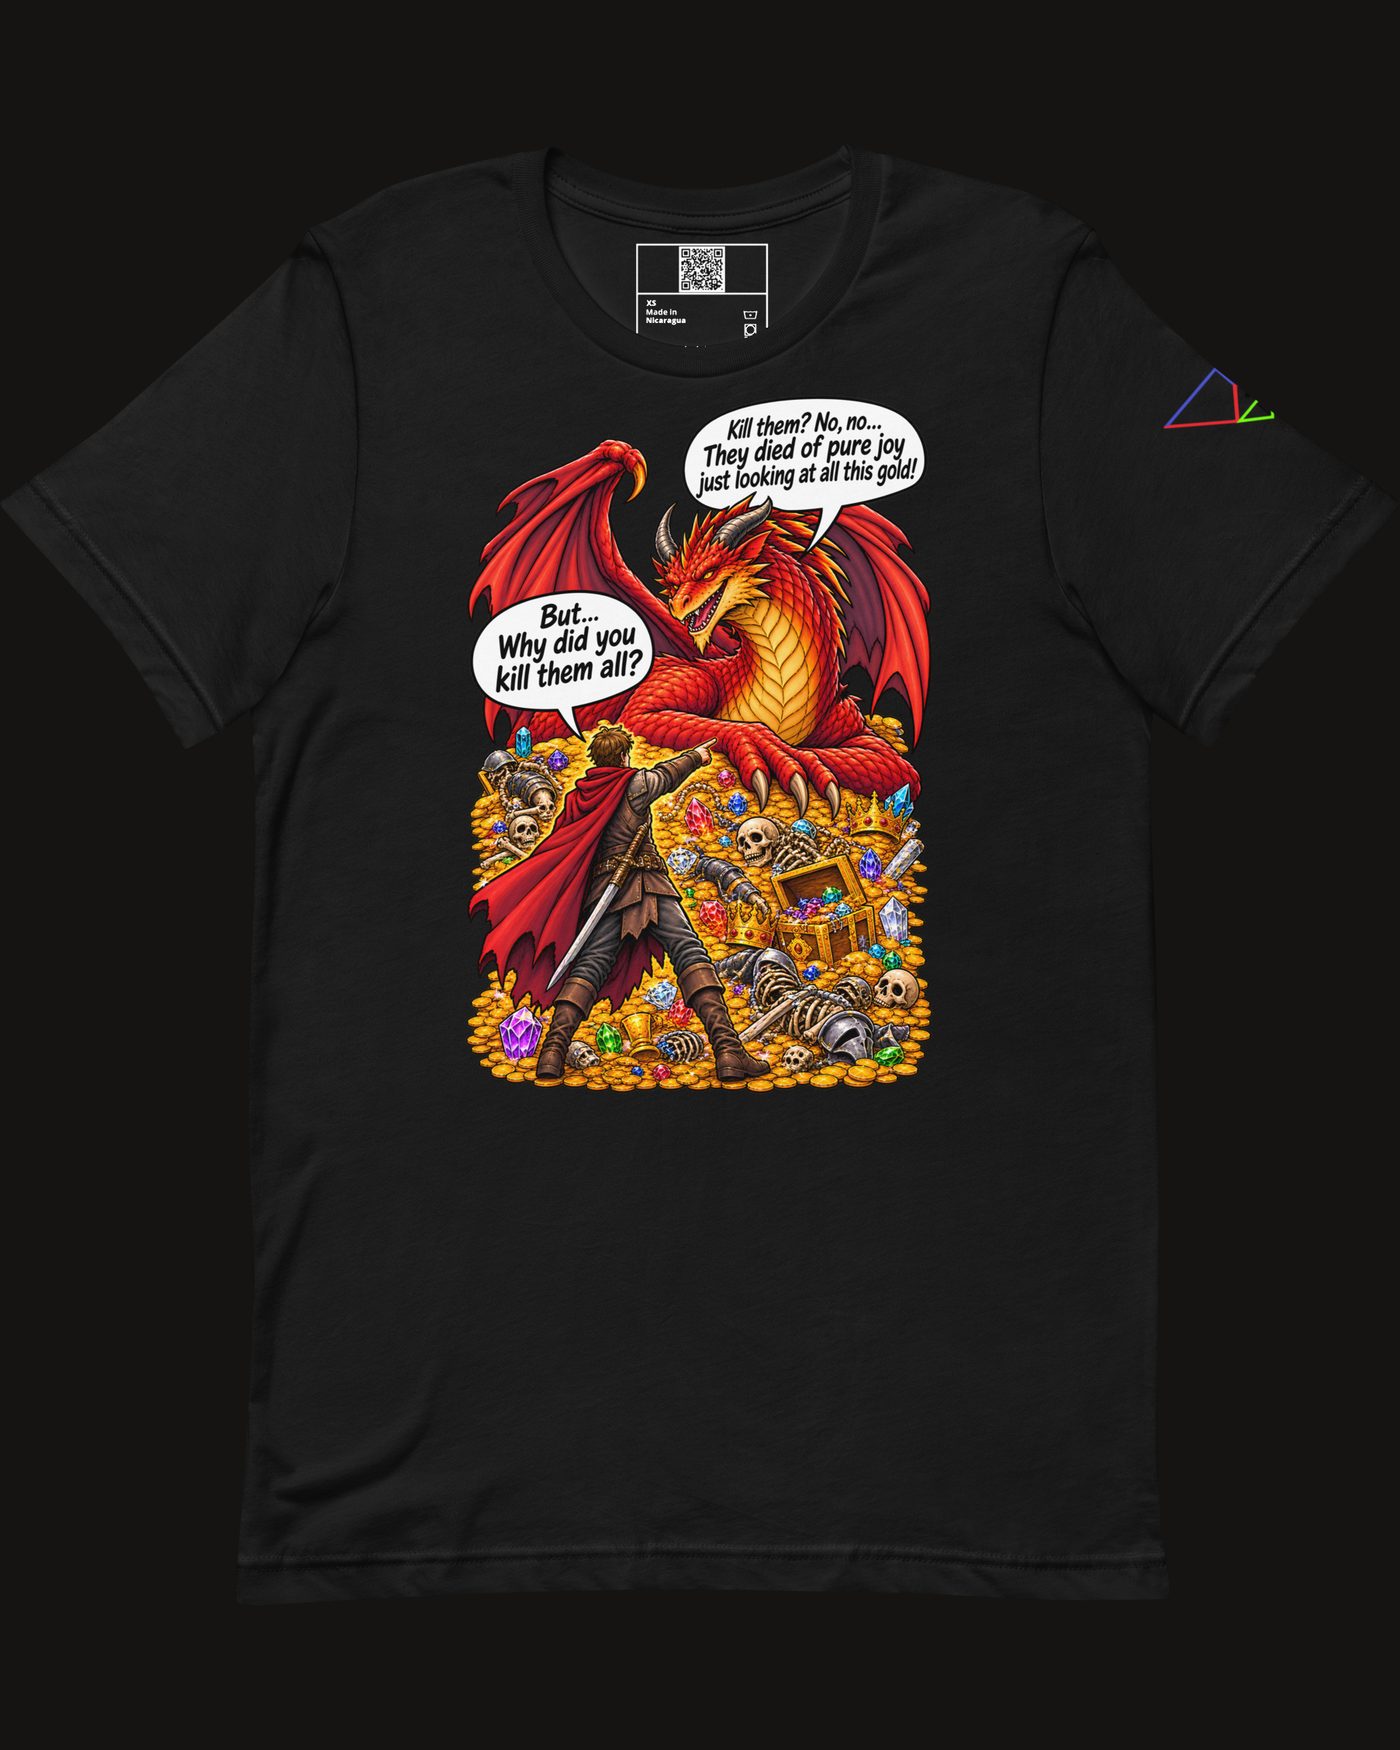 XS
Made in
Nicaragua
Kill them? No, no...
They died of pure joy
just looking at all this gold!
But...
Why did you
kill them all?